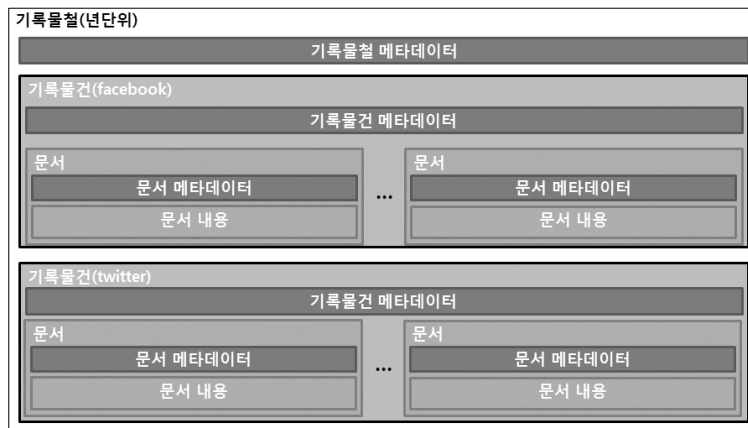 기록물철(년단위)
기록물철 메타데이터
기록물건(facebook)
기록물건 메타데이터
문서 문서
문서 메타데이터 ... 문서 메타데이터
문서 내용 문서 내용
기록물건(twitter)
기록물건 메타데이터
문서 문서
문서 메타데이터 ... 문서 메타데이터
문서 내용 문서 내용